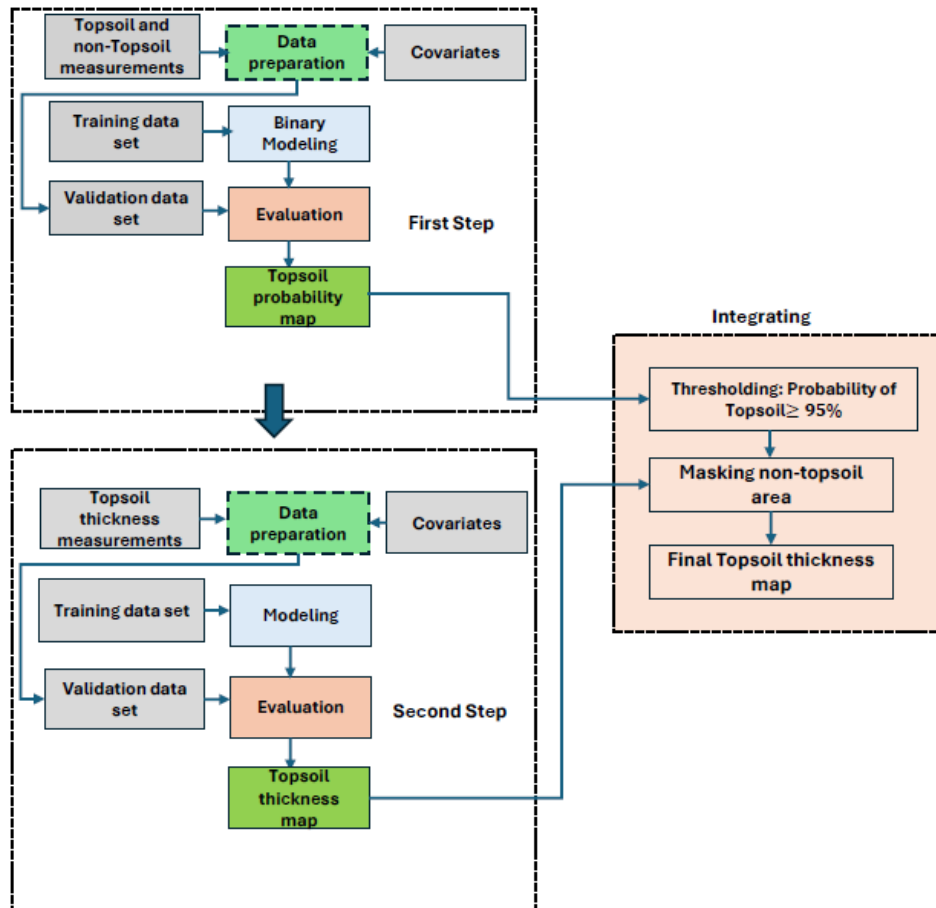 Topsoil and
non-Topsoil
measurements
Data
preparation
Covariates
Training data
set
Binary
Modeling
Validation data
set
Evaluation
First Step
Topsoil
probability
map
Integrating
Thresholding: Probability of
Topsoil≥ 95%
Masking non-topsoil
area
Final Topsoil thickness
map
Topsoil
thickness
measurements
Data
preparation
Covariates
Training data set
Modeling
Validation data
set
Evaluation
Second Step
Topsoil
thickness
map